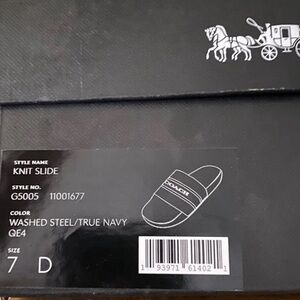 STYLE NAME
KNIT SLIDE
STYLE NO.
G5005 11001677
COLOR
WASHED STEEL/TRUE NAVY
QE4
SIZE
7 D
COACH
1 93971 61402 1